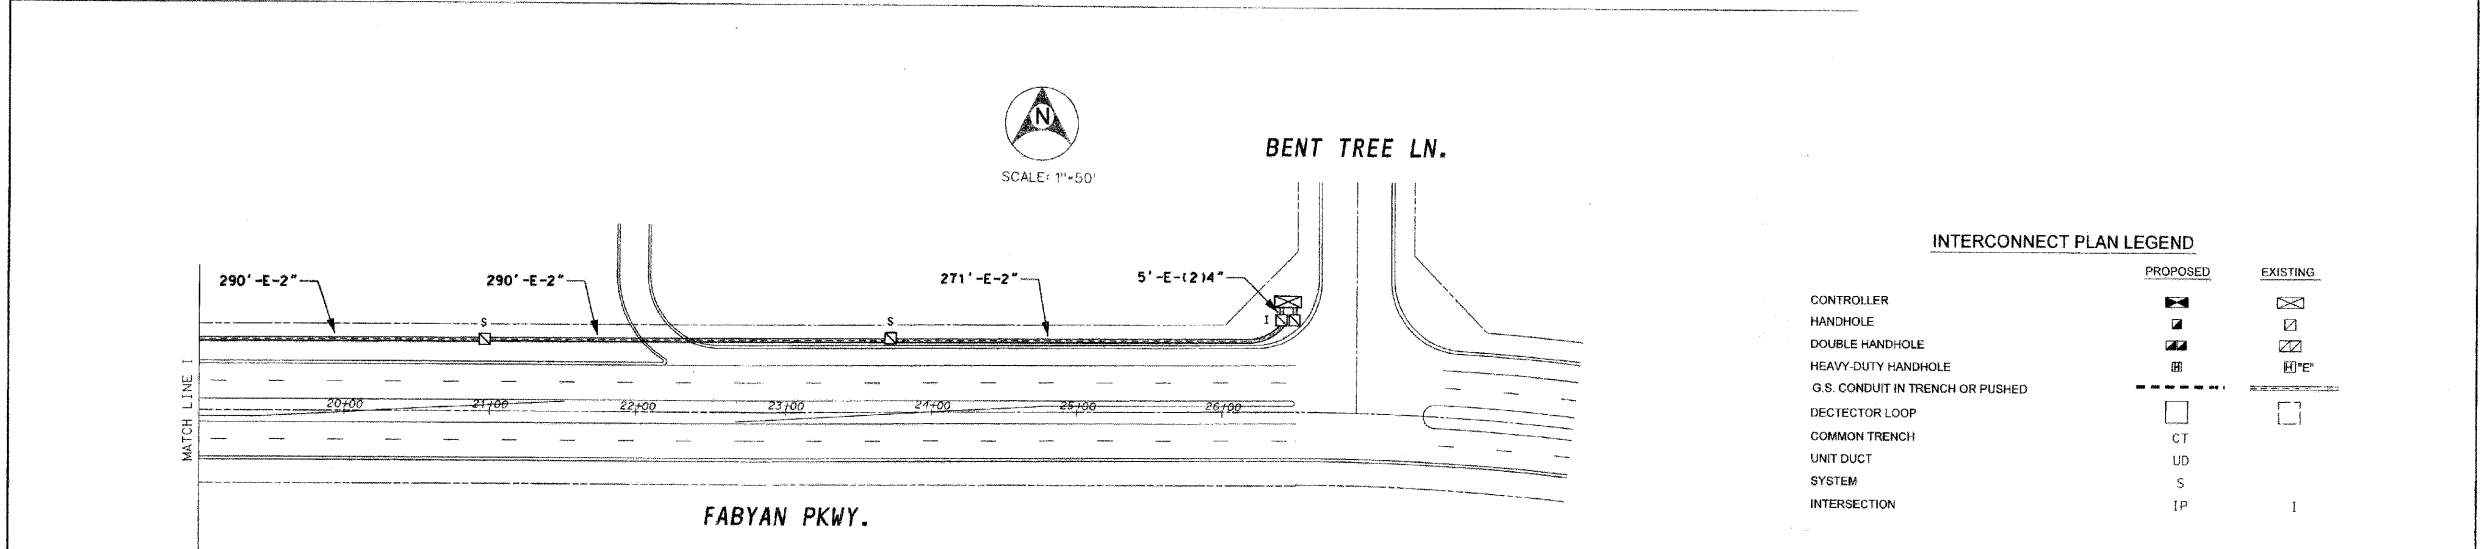 N
SCALE: 1"=50'
BENT TREE LN.
290'-E-2"
290'-E-2"
271'-E-2"
5'-E-(2)4"
S
S
I
MATCH LINE I
20+00
21+00
22+00
23+00
24+00
25+00
26+00
FABYAN PKWY.
INTERCONNECT PLAN LEGEND
PROPOSED EXISTING
CONTROLLER
HANDHOLE
DOUBLE HANDHOLE
HEAVY-DUTY HANDHOLE H H "E"
G.S. CONDUIT IN TRENCH OR PUSHED
DECTECTOR LOOP
COMMON TRENCH CT
UNIT DUCT UD
SYSTEM S
INTERSECTION IP I